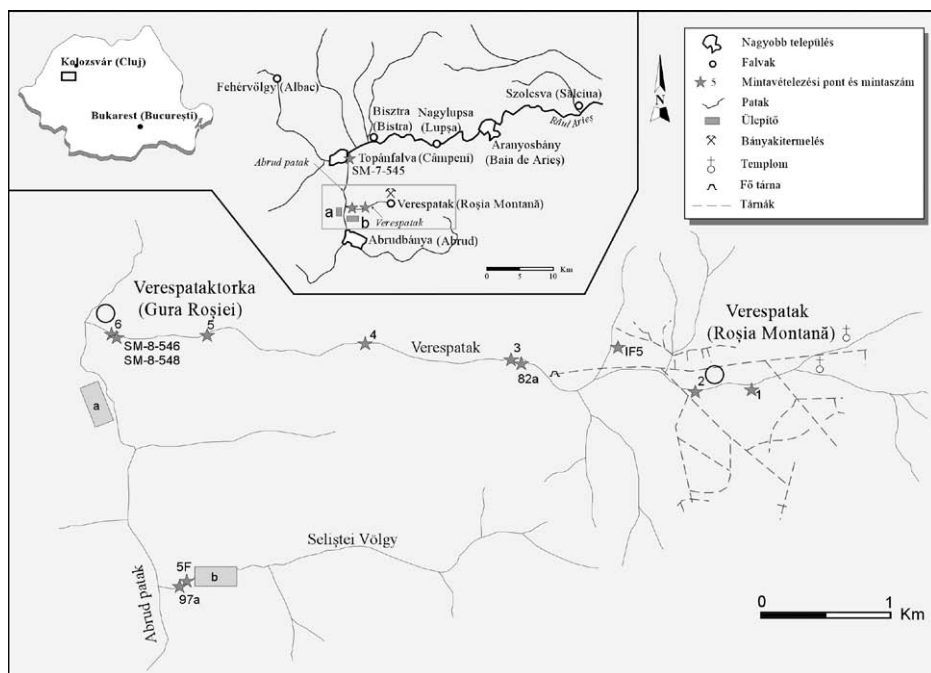 Kolozsvár (Cluj)
Bukarest (București)
Fehérvölgy (Albac)
Bisztra
(Bistra)
Nagylupsa
(Lupșa)
Szolcsva (Sălciua)
Râul Arieș
Aranyosbány
(Baia de Arieș)
Topánfalva (Câmpeni)
SM-7-545
Abrud patak
Verespatak (Roșia Montană)
Verespatak
a
b
Abrudbánya (Abrud)
0 5 10
Km
N
Nagyobb település
Falvak
5 Mintavételezési pont és mintaszám
Patak
Ülepítő
Bányakitermelés
Templom
Fő tárna
Tárnák
Verespataktorka
(Gura Roșiei)
6
SM-8-546
SM-8-548
5
4
Verespatak
3
82a
IF5
Verespatak
(Roșia Montană)
2
1
a
Seliștei Völgy
5F
b
97a
Abrud patak
0 1
Km